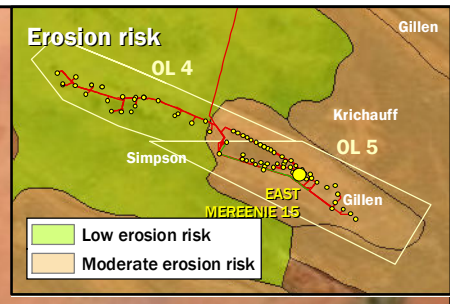 Gillen
Erosion risk
OL 4
Krichauff
OL 5
Simpson
EAST
MEREENIE 15
Gillen
Low erosion risk
Moderate erosion risk